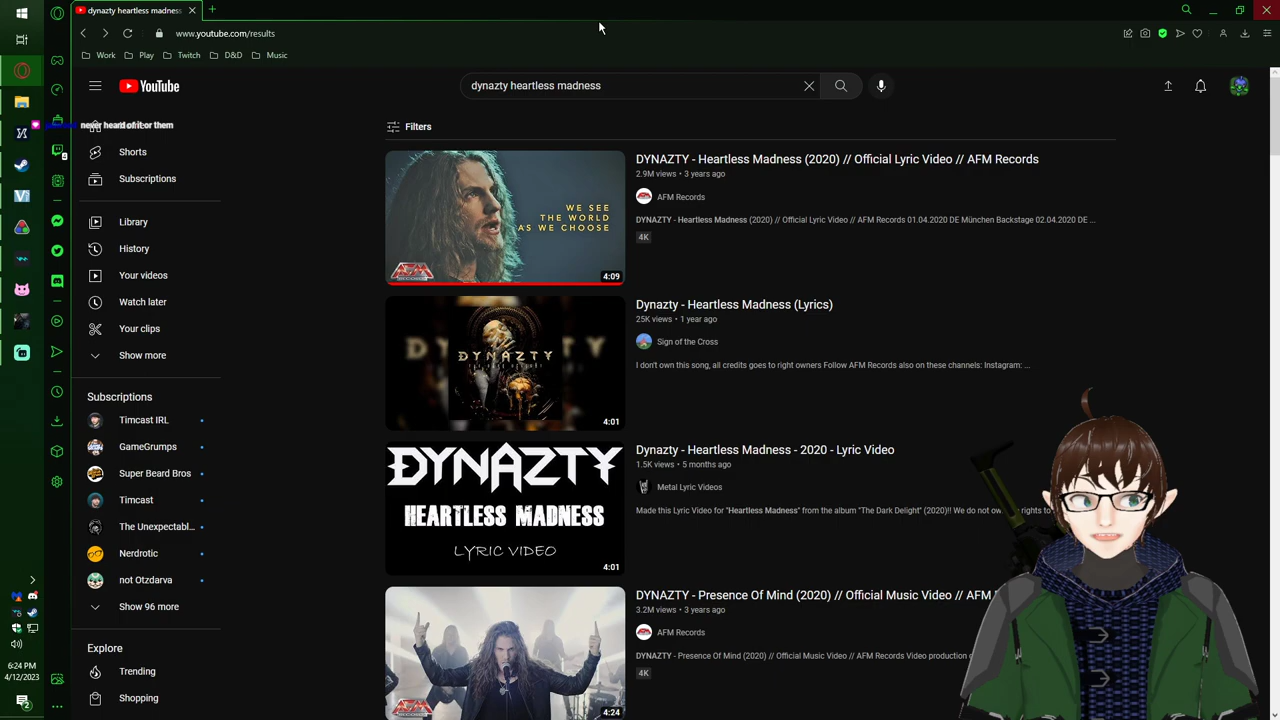 dynazty heartless madness
www.youtube.com/results
Work
Play
Twitch
D&D
Music
YouTube
dynazty heartless madness
never heard of it or them
Filters
Shorts
Subscriptions
Library
History
Your videos
Watch later
Your clips
Show more
Subscriptions
Timcast IRL
GameGrumps
Super Beard Bros
Timcast
The Unexpectabl...
Nerdrotic
not Otzdarva
Show 96 more
Explore
Trending
Shopping
6:24 PM
4/12/2023
WE SEE
THE WORLD
AS WE CHOOSE
AFM
RECORDS
4:09
DYNAZTY - Heartless Madness (2020) // Official Lyric Video // AFM Records
2.9M views • 3 years ago
AFM Records
DYNAZTY - Heartless Madness (2020) // Official Lyric Video // AFM Records 01.04.2020 DE München Backstage 02.04.2020 DE ...
4K
DYNAZTY
4:01
Dynazty - Heartless Madness (Lyrics)
25K views • 1 year ago
Sign of the Cross
I don't own this song, all credits goes to right owners Follow AFM Records also on these channels: Instagram: ...
DYNAZTY
HEARTLESS MADNESS
LYRIC VIDEO
4:01
Dynazty - Heartless Madness - 2020 - Lyric Video
1.5K views • 5 months ago
Metal Lyric Videos
Made this Lyric Video for "Heartless Madness" from the album "The Dark Delight" (2020)!! We do not ow rights to
AFM
RECORDS
4:24
DYNAZTY - Presence Of Mind (2020) // Official Music Video // AFM
3.2M views • 3 years ago
AFM Records
DYNAZTY - Presence Of Mind (2020) // Official Music Video // AFM Records Video production
4K